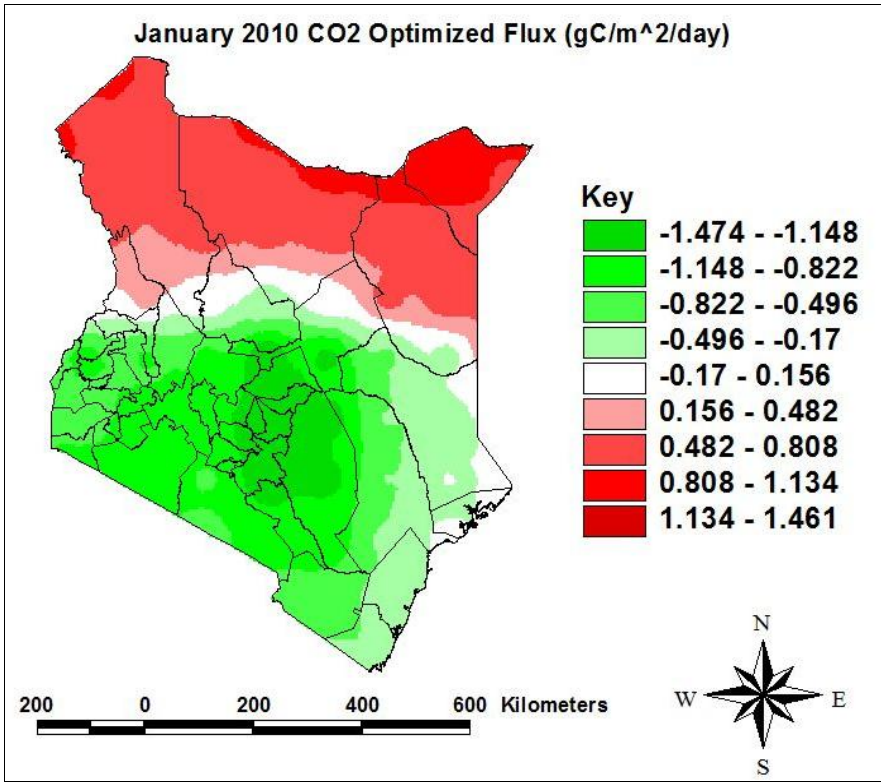 January 2010 CO2 Optimized Flux (gC/m^2/day)
Key
-1.474 - -1.148
-1.148 - -0.822
-0.822 - -0.496
-0.496 - -0.17
-0.17 - 0.156
0.156 - 0.482
0.482 - 0.808
0.808 - 1.134
1.134 - 1.461
N
W E
S
200 0 200 400 600 Kilometers